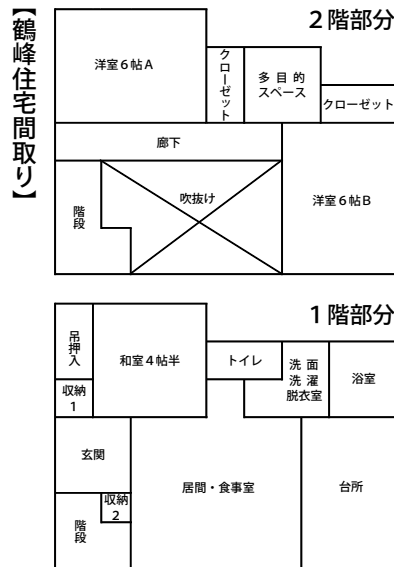 【鶴峰住宅間取り】
2階部分
洋室6帖A
クローゼット
多目的
スペース
クローゼット
廊下
階段
吹抜け
洋室6帖B
1階部分
吊押入
和室4帖半
トイレ
洗面
洗濯
脱衣室
浴室
収納
1
玄関
収納
2
居間・食事室
台所
階段